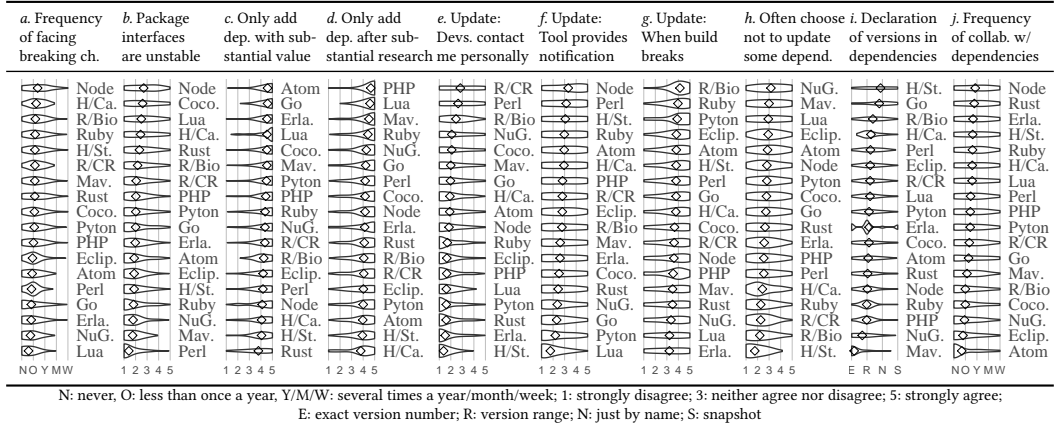 a. Frequency
of facing
breaking ch.
Node
H/Ca.
R/Bio
Ruby
H/St.
R/CR
Mav.
Rust
Coco.
Pyton
PHP
Eclip.
Atom
Perl
Go
Erla.
NuG.
Lua
N O Y M W
b. Package
interfaces
are unstable
Node
Coco.
Lua
H/Ca.
Rust
R/Bio
R/CR
PHP
Pyton
Go
Erla.
Atom
Eclip.
H/St.
Ruby
NuG.
Mav.
Perl
1 2 3 4 5
c. Only add
dep. with sub-
stantial value
Atom
Go
Erla.
Lua
Coco.
Mav.
Pyton
PHP
Ruby
NuG.
R/CR
R/Bio
Eclip.
Perl
Node
H/Ca.
H/St.
Rust
1 2 3 4 5
d. Only add
dep. after sub-
stantial research
PHP
Lua
Mav.
Ruby
NuG.
Go
Perl
Coco.
Node
Erla.
Rust
R/Bio
R/CR
Eclip.
Pyton
Atom
H/St.
H/Ca.
1 2 3 4 5
e. Update:
Devs. contact
me personally
R/CR
Perl
R/Bio
NuG.
Coco.
Mav.
Go
H/Ca.
Atom
Node
Ruby
Eclip.
PHP
Lua
Pyton
Rust
Erla.
H/St.
1 2 3 4 5
f. Update:
Tool provides
notification
Node
Perl
H/St.
Ruby
Atom
H/Ca.
PHP
R/CR
Eclip.
R/Bio
Mav.
Erla.
Coco.
Rust
NuG.
Go
Pyton
Lua
1 2 3 4 5
g. Update:
When build
breaks
R/Bio
Ruby
Pyton
Eclip.
Atom
H/St.
Perl
Go
H/Ca.
Coco.
R/CR
Node
PHP
Mav.
Rust
NuG.
Lua
Erla.
1 2 3 4 5
h. Often choose
not to update
some depend.
NuG.
Mav.
Lua
Eclip.
Atom
Node
Pyton
Coco.
Go
Rust
Erla.
PHP
Perl
H/Ca.
Ruby
R/CR
R/Bio
H/St.
1 2 3 4 5
i. Declaration
of versions in
dependencies
H/St.
Go
R/Bio
H/Ca.
Perl
Eclip.
R/CR
Lua
Pyton
Erla.
Coco.
Atom
Rust
Node
Ruby
PHP
NuG.
Mav.
E R N S
j. Frequency
of collab. w/
dependencies
Node
Rust
Erla.
H/St.
Ruby
H/Ca.
Lua
Perl
PHP
Pyton
R/CR
Go
Mav.
R/Bio
Coco.
NuG.
Eclip.
Atom
N O Y M W
N: never, O: less than once a year, Y/M/W: several times a year/month/week; 1: strongly disagree; 3: neither agree nor disagree; 5: strongly agree;
E: exact version number; R: version range; N: just by name; S: snapshot